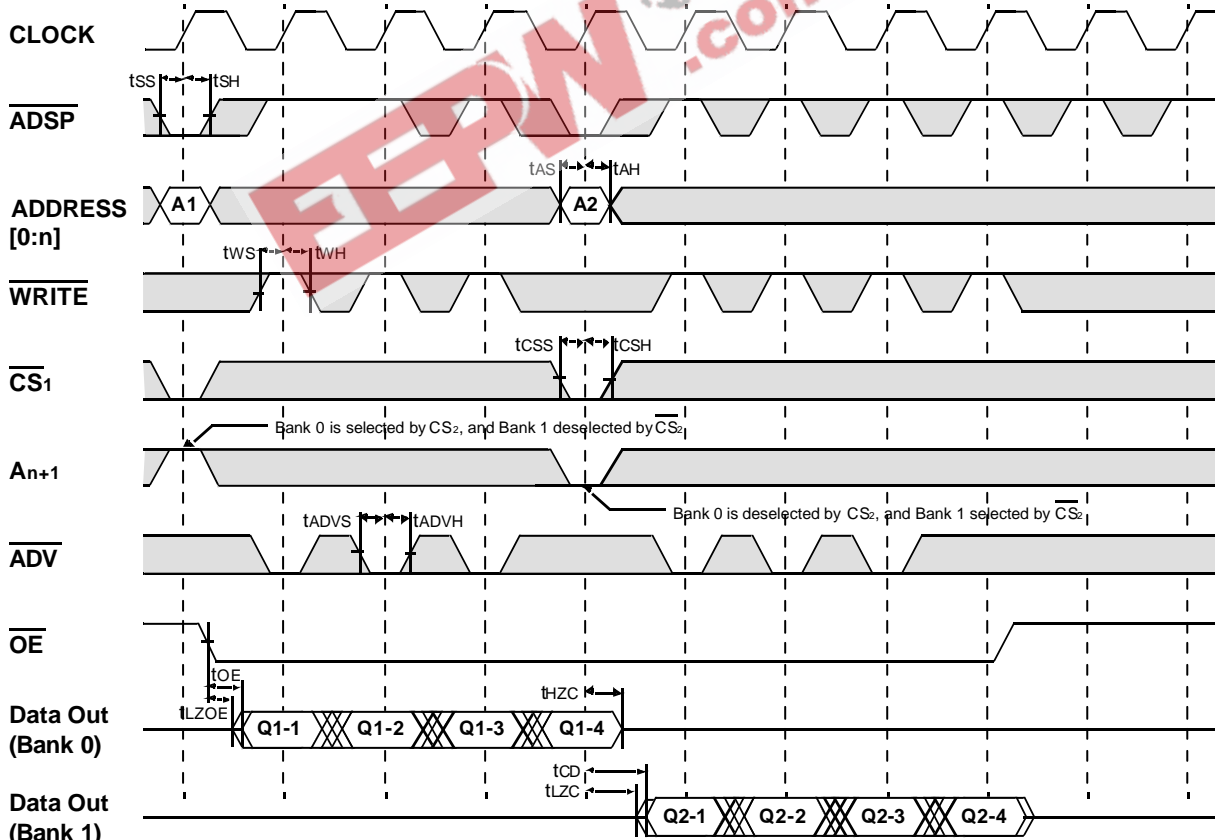 CLOCK
tSS tSH
ADSP
tAS tAH
ADDRESS
[0:n]
A1 A2
tWS tWH
WRITE
tCSS tCSH
CS1
Bank 0 is selected by CS2, and Bank 1 deselected by CS2
An+1
Bank 0 is deselected by CS2, and Bank 1 selected by CS2
tADVS tADVH
ADV
OE
tOE
tHZC
tLZOE
Data Out
(Bank 0)
Q1-1 Q1-2 Q1-3 Q1-4
tCD
tLZC
Data Out
(Bank 1)
Q2-1 Q2-2 Q2-3 Q2-4
EEPW .com